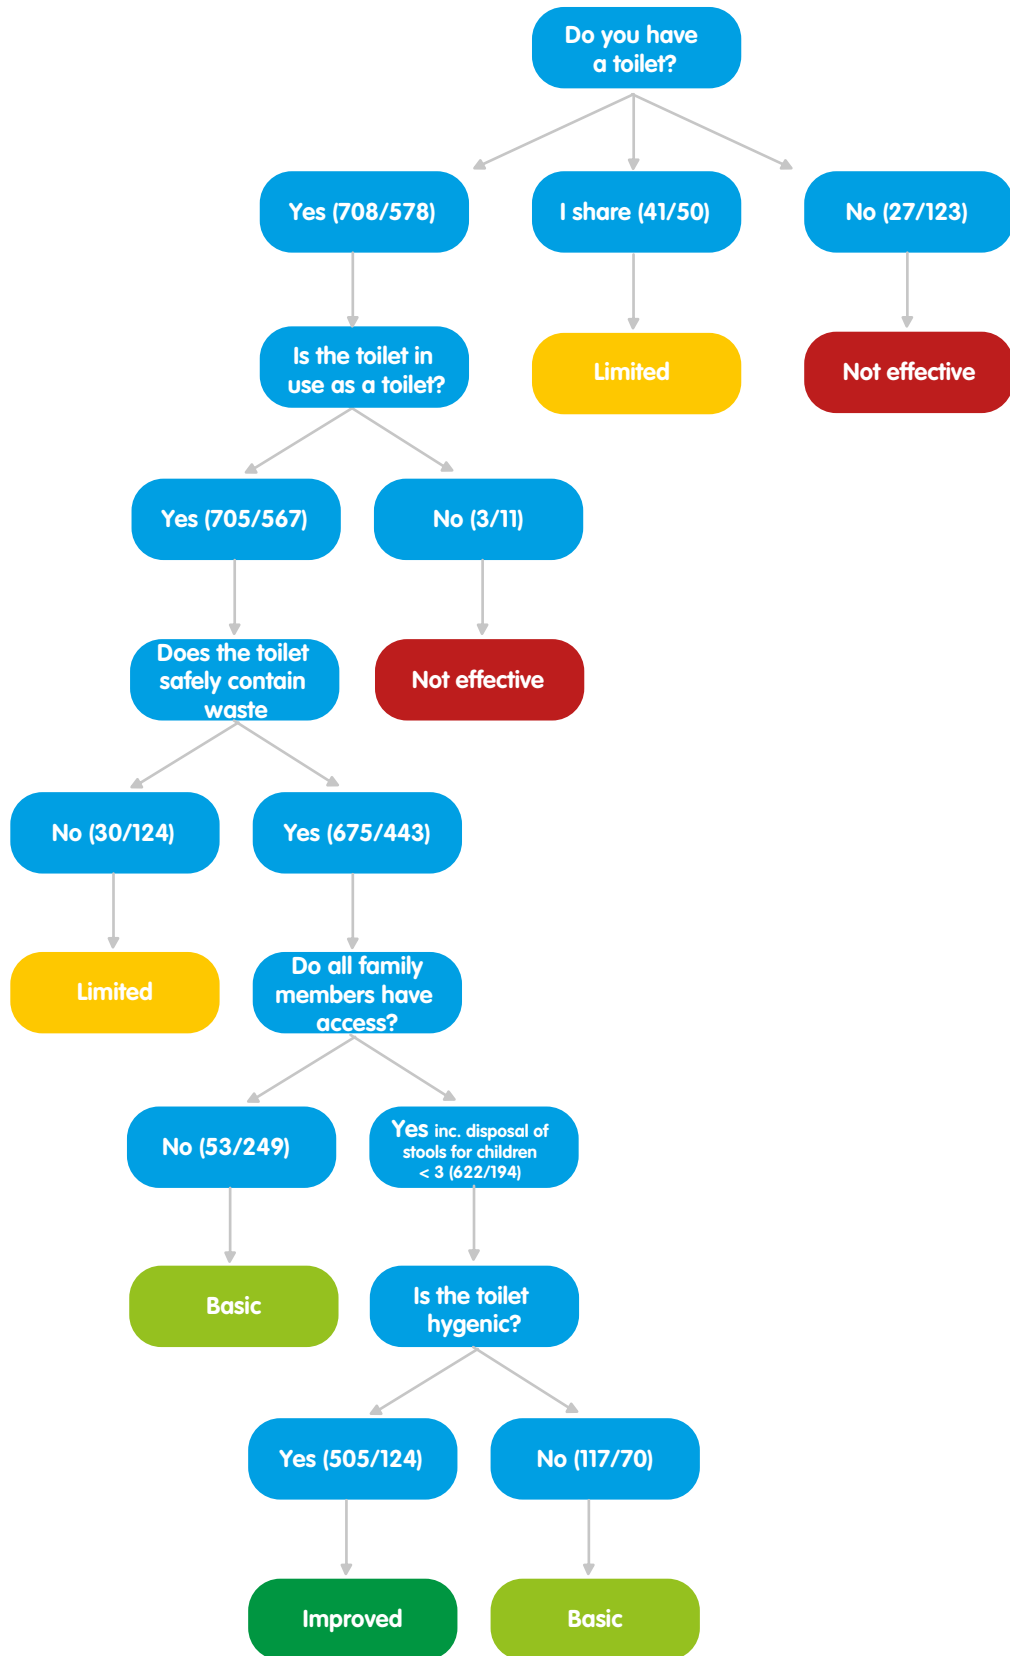 Do you have
a toilet?
Yes (708/578)
I share (41/50)
No (27/123)
Is the toilet in
use as a toilet?
Limited
Not effective
Yes (705/567)
No (3/11)
Does the toilet
safely contain
waste
Not effective
No (30/124)
Yes (675/443)
Limited
Do all family
members have
access?
No (53/249)
Yes inc. disposal of
stools for children
< 3 (622/194)
Basic
Is the toilet
hygenic?
Yes (505/124)
No (117/70)
Improved
Basic